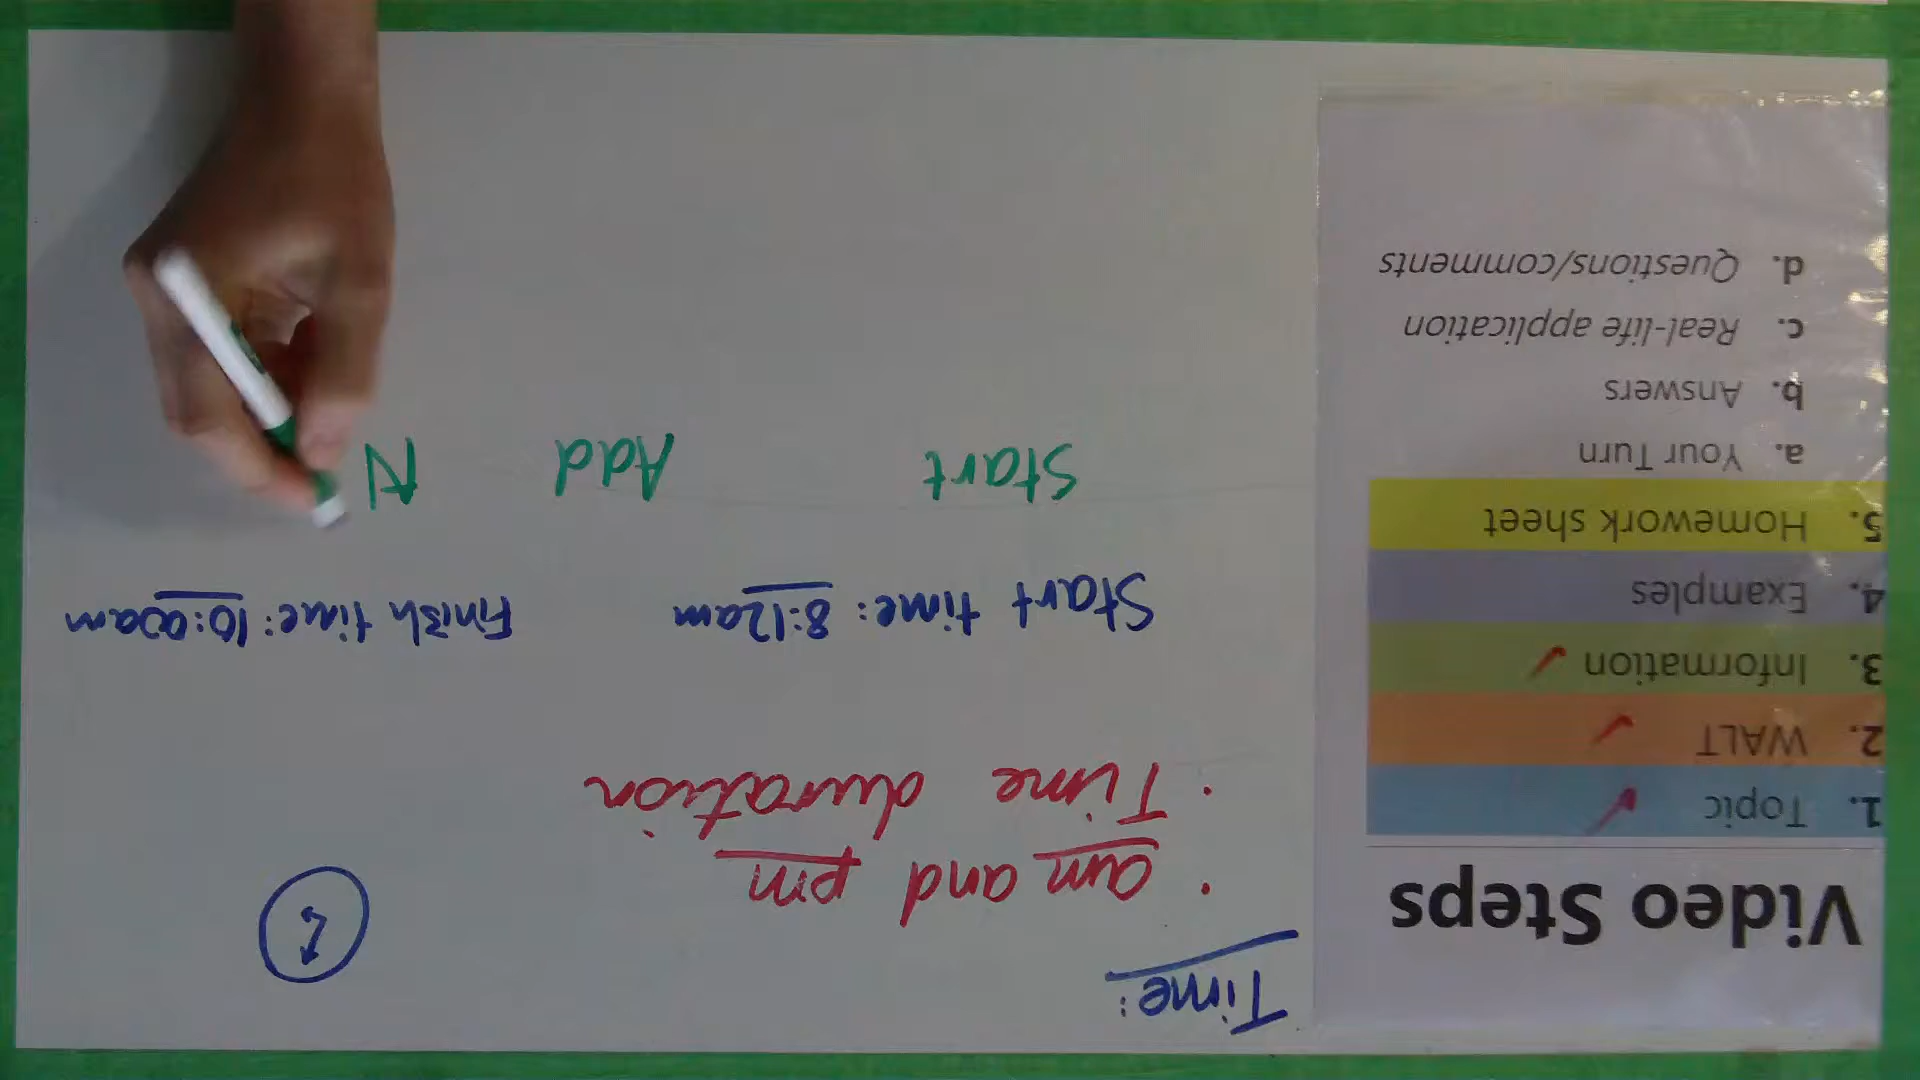 Video Steps
1. Topic
2. WALT
3. Information
4. Examples
5. Homework sheet
a. Your Turn
b. Answers
c. Real-life application
d. Questions/comments
Time:
· am and pm
· Time duration
Start time: 8:12am Finish time: 10:00am
Start Add N